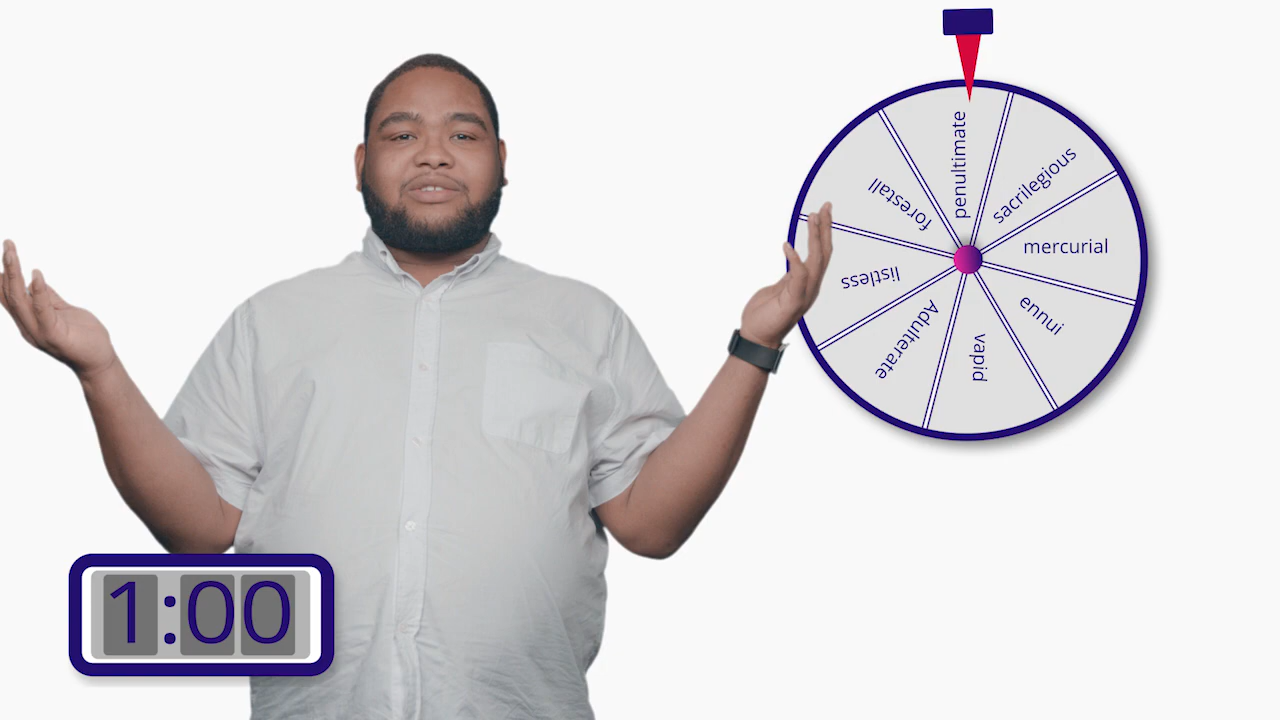 penultimate
sacrilegious
mercurial
ennui
vapid
Adulterate
listless
forestall
1:00